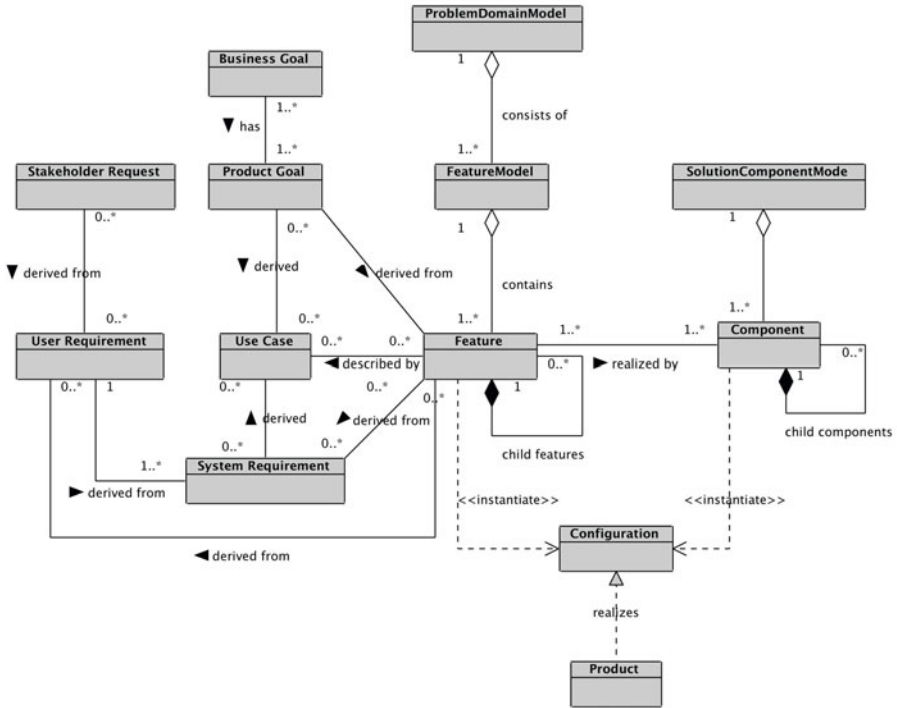 ProblemDomainModel
1
consists of
1..*
Business Goal
1..*
has
1..*
Stakeholder Request
0..*
Product Goal
0..*
FeatureModel
1
SolutionComponentMode
1
derived from
derived
derived from
contains
0..*
0..*
1..*
1..*
User Requirement
Use Case
0..*
0..*
Feature
1..*
1..*
Component
described by
0..*
realized by
0..*
0..*
1
0..*
0..*
0..*
1
1
derived
derived from
child components
0..*
0..*
child features
1..*
System Requirement
derived from
<<instantiate>>
<<instantiate>>
Configuration
derived from
realizes
Product